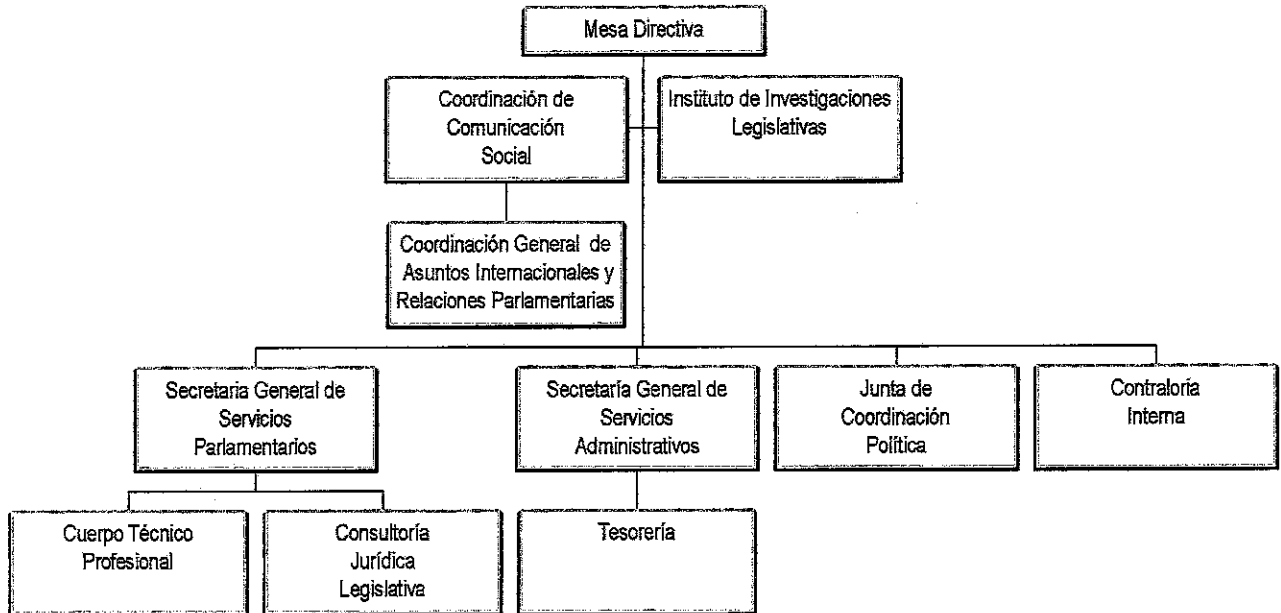 Mesa Directiva
Coordinación de
Comunicación
Social
Instituto de Investigaciones
Legislativas
Coordinación General de
Asuntos Internacionales y
Relaciones Parlamentarias
Secretaria General de
Servicios
Parlamentarios
Secretaría General de
Servicios
Administrativos
Junta de
Coordinación
Política
Contraloría
Interna
Cuerpo Técnico
Profesional
Consultoría
Jurídica
Legislativa
Tesorería